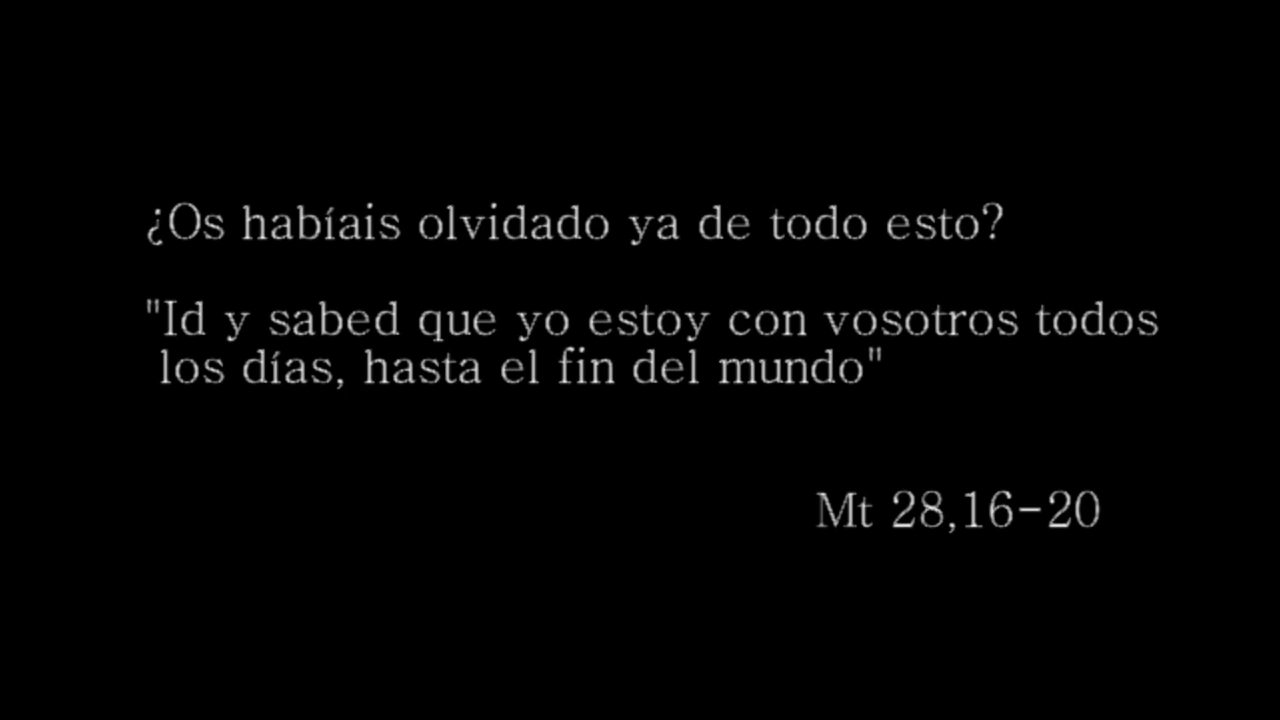 ¿Os habíais olvidado ya de todo esto?
"Id y sabed que yo estoy con vosotros todos
los días, hasta el fin del mundo"
Mt 28,16-20